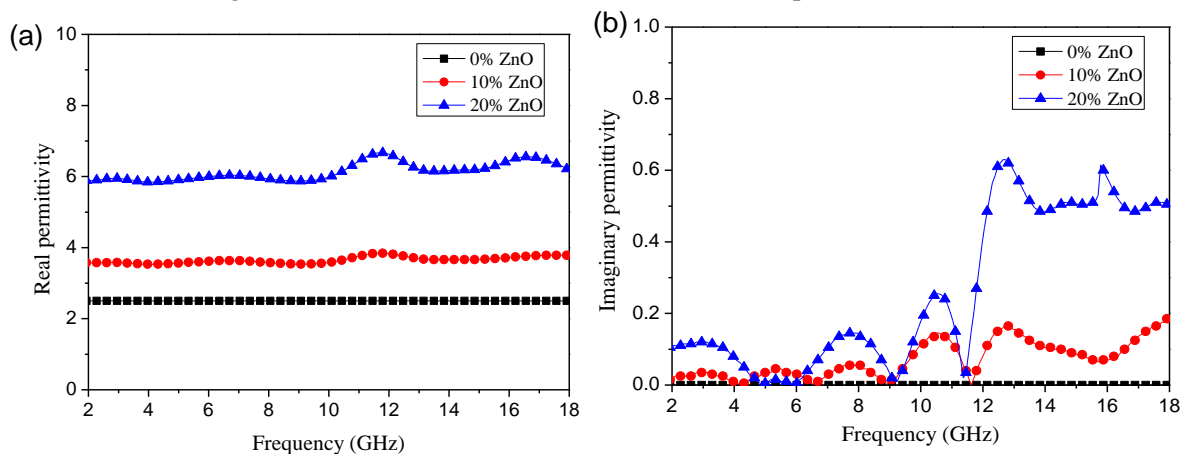 (a)
10
8
6
4
2
0
Real permittivity
0% ZnO
10% ZnO
20% ZnO
2 4 6 8 10 12 14 16 18
Frequency (GHz)
(b)
1.0
0.8
0.6
0.4
0.2
0.0
Imaginary permittivity
0% ZnO
10% ZnO
20% ZnO
2 4 6 8 10 12 14 16 18
Frequency (GHz)